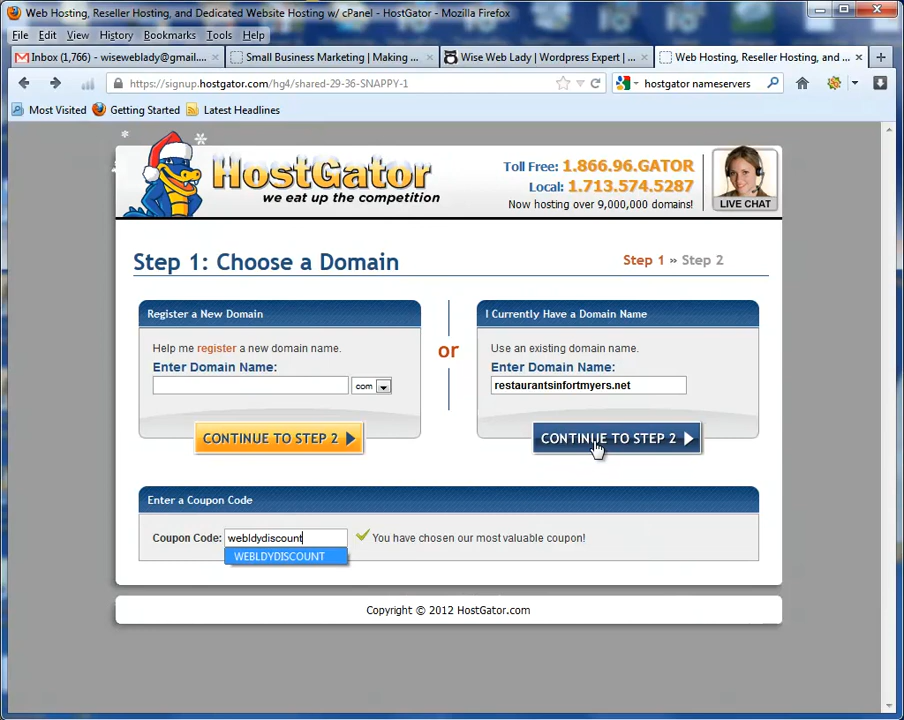 Web Hosting, Reseller Hosting, and Dedicated Website Hosting w/ cPanel - HostGator - Mozilla Firefox
File Edit View History Bookmarks Tools Help
Inbox (1,766) - wiseweblady@gmail.... × Small Business Marketing | Making ... × Wise Web Lady | Wordpress Expert | ... × Web Hosting, Reseller Hosting, and ... × +
https://signup.hostgator.com/hg4/shared-29-36-SNAPPY-1 hostgator nameservers
Most Visited Getting Started Latest Headlines
HostGator
we eat up the competition
Toll Free: 1.866.96.GATOR
Local: 1.713.574.5287
Now hosting over 9,000,000 domains!
LIVE CHAT
Step 1: Choose a Domain
Step 1 » Step 2
Register a New Domain
Help me register a new domain name.
Enter Domain Name:
com
CONTINUE TO STEP 2
or
I Currently Have a Domain Name
Use an existing domain name.
Enter Domain Name:
restaurantsinfortmyers.net
CONTINUE TO STEP 2
Enter a Coupon Code
Coupon Code: webldydiscount You have chosen our most valuable coupon!
WEBLDYDISCOUNT
Copyright © 2012 HostGator.com